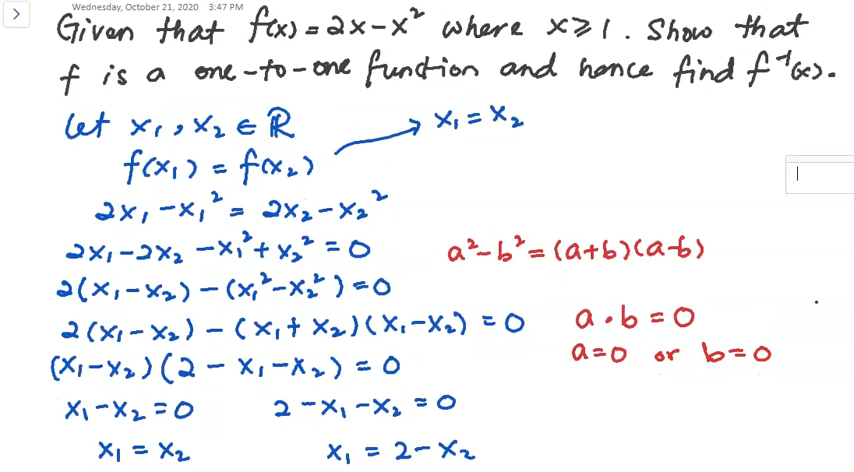 Wednesday, October 21, 2020 3:47 PM
Given that f(x) = 2x - x² where x ≥ 1. Show that
f is a one-to-one function and hence find f⁻¹(x).
Let x₁, x₂ ∈ ℝ
f(x₁) = f(x₂) → x₁ = x₂
2x₁ - x₁² = 2x₂ - x₂²
2x₁ - 2x₂ - x₁² + x₂² = 0
a² - b² = (a+b)(a-b)
2(x₁ - x₂) - (x₁² - x₂²) = 0
2(x₁ - x₂) - (x₁ + x₂)(x₁ - x₂) = 0
a · b = 0
(x₁ - x₂)(2 - x₁ - x₂) = 0
a = 0 or b = 0
x₁ - x₂ = 0 2 - x₁ - x₂ = 0
x₁ = x₂ x₁ = 2 - x₂